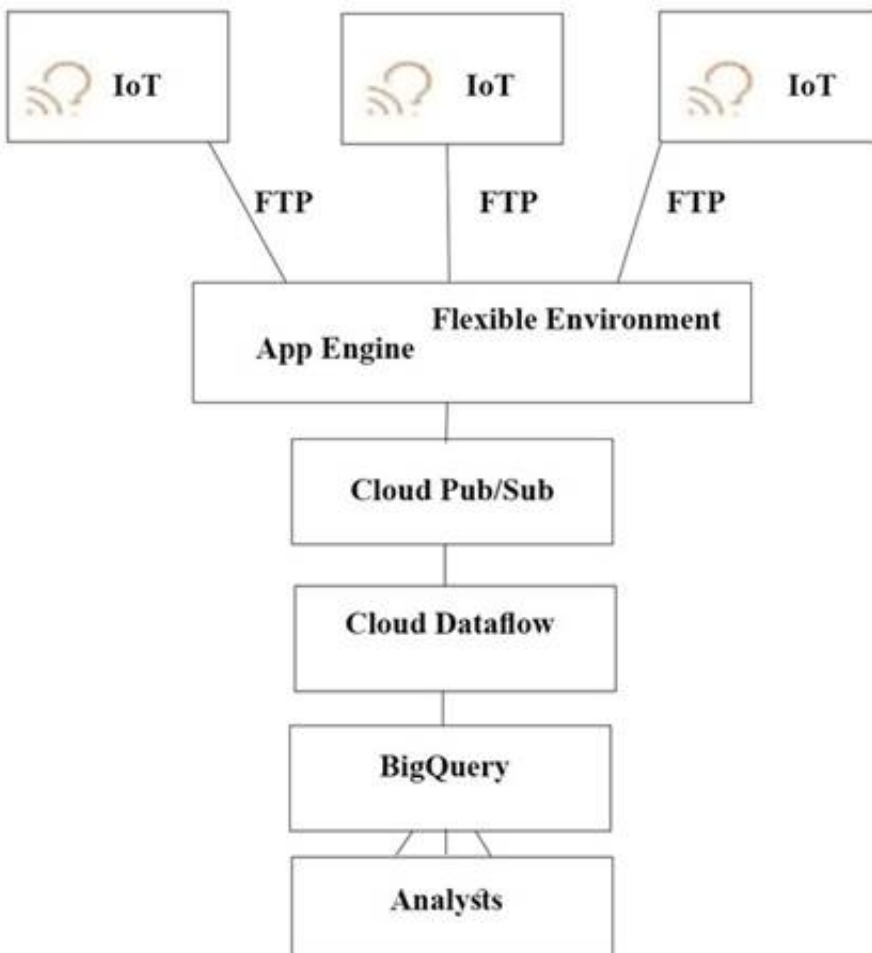 IoT
IoT
IoT
FTP
FTP
FTP
Flexible Environment
App Engine
Cloud Pub/Sub
Cloud Dataflow
BigQuery
Analysts